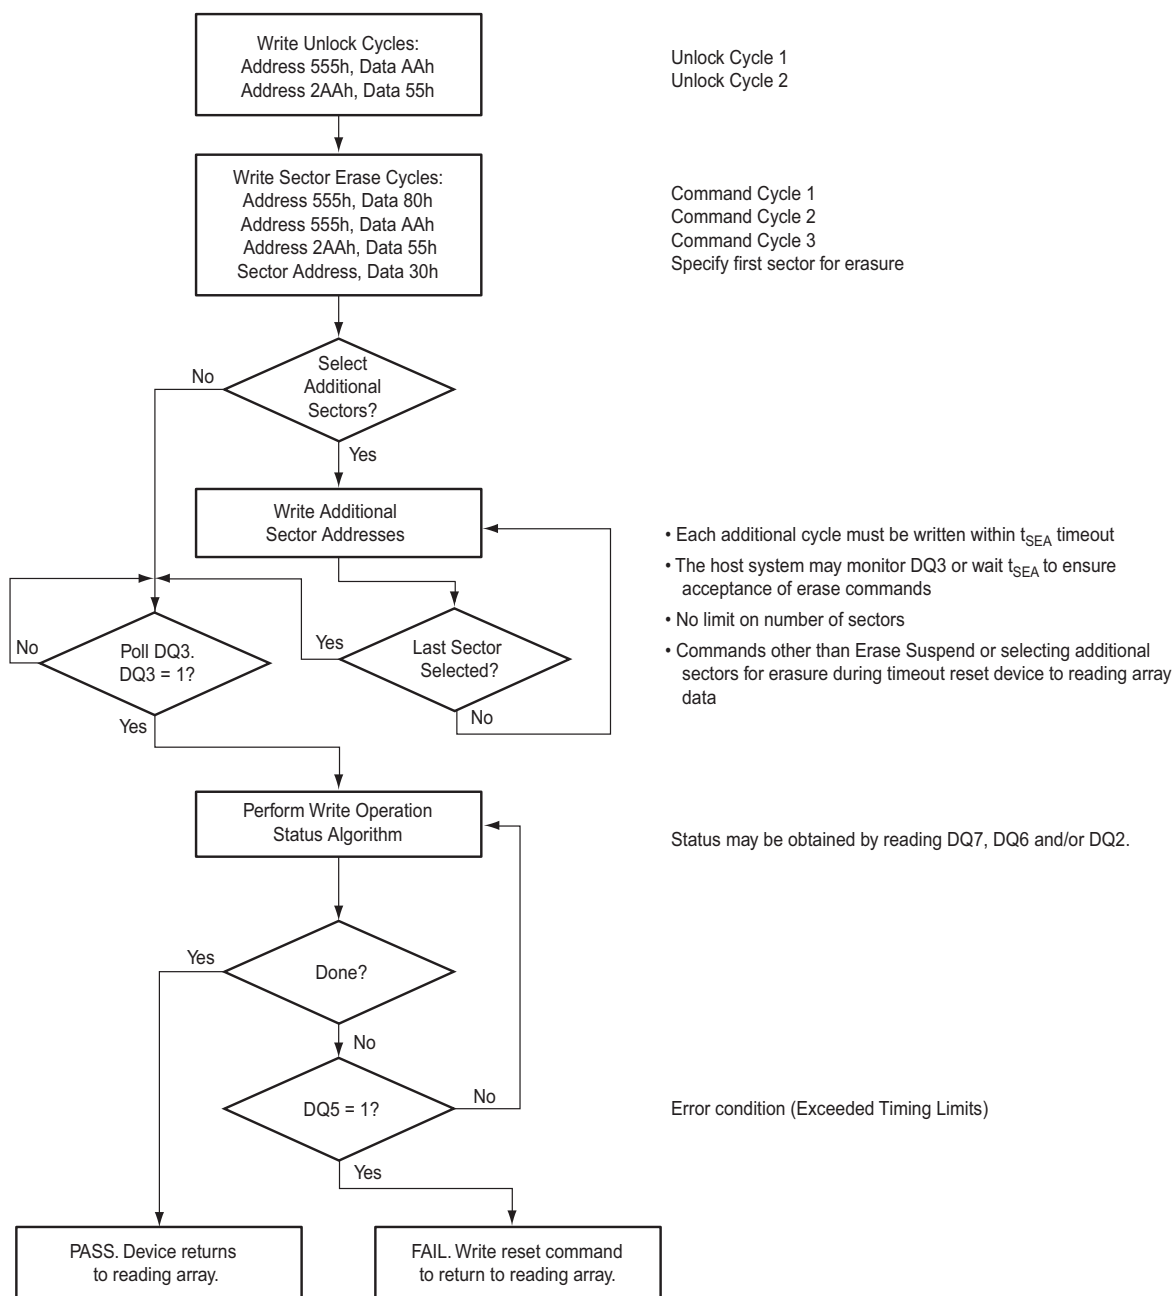 Write Unlock Cycles:
Address 555h, Data AAh
Address 2AAh, Data 55h
Unlock Cycle 1
Unlock Cycle 2
Write Sector Erase Cycles:
Address 555h, Data 80h
Address 555h, Data AAh
Address 2AAh, Data 55h
Sector Address, Data 30h
Command Cycle 1
Command Cycle 2
Command Cycle 3
Specify first sector for erasure
Select
Additional
Sectors?
No
Yes
Write Additional
Sector Addresses
• Each additional cycle must be written within tSEA timeout
• The host system may monitor DQ3 or wait tSEA to ensure
acceptance of erase commands
• No limit on number of sectors
• Commands other than Erase Suspend or selecting additional
sectors for erasure during timeout reset device to reading array
data
No
Poll DQ3.
DQ3 = 1?
Yes
Last Sector
Selected?
No
Yes
Perform Write Operation
Status Algorithm
Status may be obtained by reading DQ7, DQ6 and/or DQ2.
Yes
Done?
No
DQ5 = 1?
No
Error condition (Exceeded Timing Limits)
Yes
PASS. Device returns
to reading array.
FAIL. Write reset command
to return to reading array.